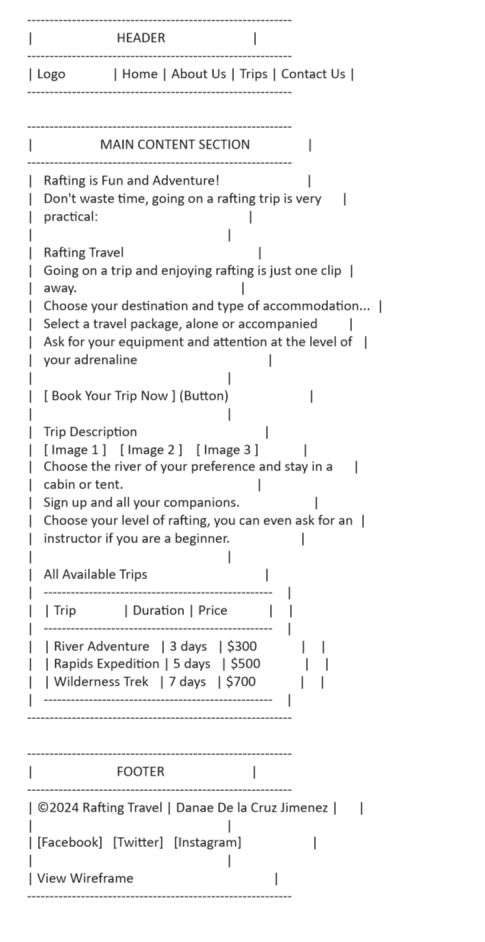 ------------------------------------------------------------
| HEADER |
------------------------------------------------------------
| Logo | Home | About Us | Trips | Contact Us |
------------------------------------------------------------
------------------------------------------------------------
| MAIN CONTENT SECTION |
------------------------------------------------------------
| Rafting is Fun and Adventure! |
| Don't waste time, going on a rafting trip is very |
| practical: |
| |
| Rafting Travel |
| Going on a trip and enjoying rafting is just one clip |
| away. |
| Choose your destination and type of accommodation... |
| Select a travel package, alone or accompanied |
| Ask for your equipment and attention at the level of |
| your adrenaline |
| |
| [ Book Your Trip Now ] (Button) |
| |
| Trip Description |
| [ Image 1 ] [ Image 2 ] [ Image 3 ] |
| Choose the river of your preference and stay in a |
| cabin or tent. |
| Sign up and all your companions. |
| Choose your level of rafting, you can even ask for an |
| instructor if you are a beginner. |
| |
| All Available Trips |
| ---------------------------------------------------- |
| | Trip | Duration | Price | |
| ---------------------------------------------------- |
| | River Adventure | 3 days | $300 | |
| | Rapids Expedition | 5 days | $500 | |
| | Wilderness Trek | 7 days | $700 | |
| ---------------------------------------------------- |
------------------------------------------------------------
------------------------------------------------------------
| FOOTER |
------------------------------------------------------------
| ©2024 Rafting Travel | Danae De la Cruz Jimenez | |
| |
| [Facebook] [Twitter] [Instagram] |
| |
| View Wireframe |
------------------------------------------------------------